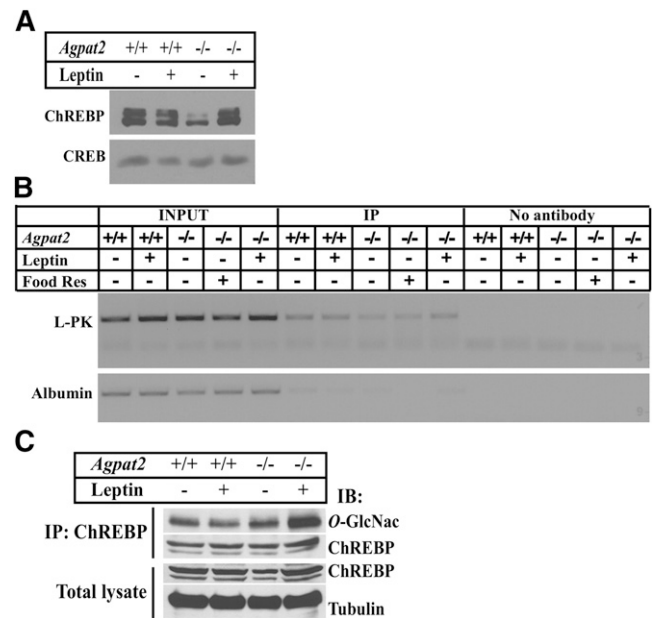 A
Agpat2 +/+ +/+ -/- -/-
Leptin - + - +
ChREBP
CREB
B
INPUT IP No antibody
Agpat2 +/+ +/+ -/- -/- -/- +/+ +/+ -/- -/- -/- +/+ +/+ -/- -/- -/-
Leptin - + - - + - + - - + - + - - +
Food Res - - - + - - - - + - - - - + -
L-PK
Albumin
C
Agpat2 +/+ +/+ -/- -/-
Leptin - + - +
IB:
IP: ChREBP
O-GlcNac
ChREBP
Total lysate
ChREBP
Tubulin